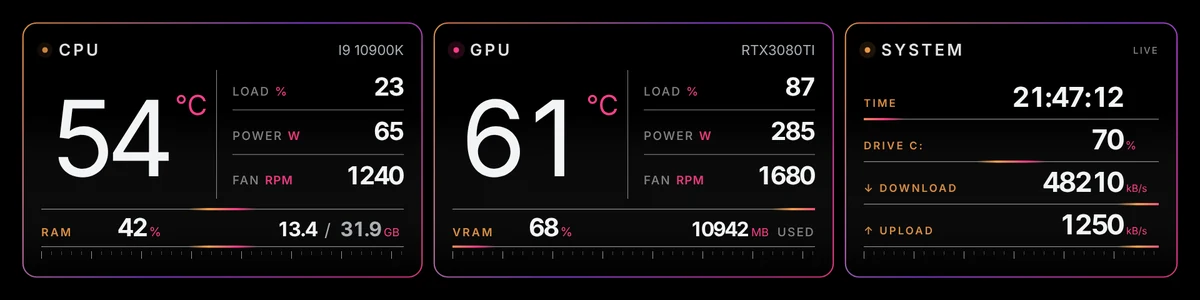 CPU I9 10900K
54 °C
LOAD % 23
POWER W 65
FAN RPM 1240
RAM 42 % 13.4 / 31.9 GB
GPU RTX3080TI
61 °C
LOAD % 87
POWER W 285
FAN RPM 1680
VRAM 68 % 10942 MB USED
SYSTEM LIVE
TIME 21:47:12
DRIVE C: 70 %
↓ DOWNLOAD 48210 kB/s
↑ UPLOAD 1250 kB/s